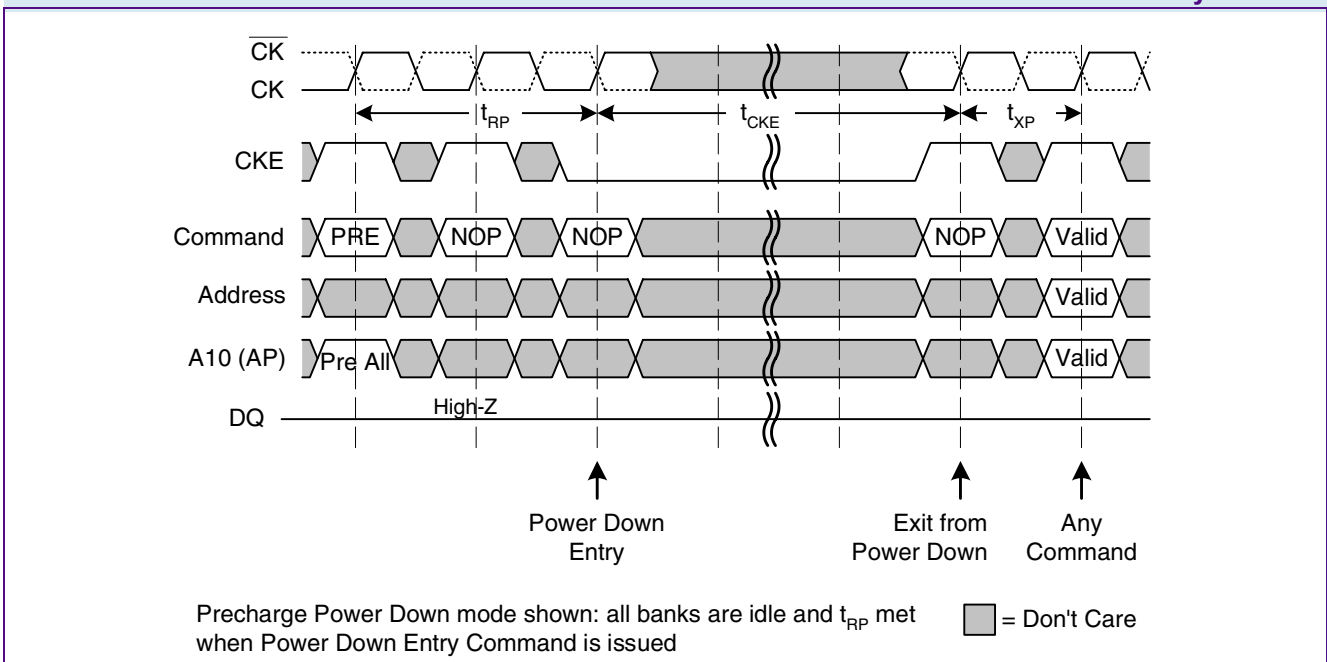 CK
CK
tRP
tCKE
tXP
CKE
Command
PRE
NOP
NOP
NOP
Valid
Address
Valid
A10 (AP)
Pre All
Valid
DQ
High-Z
Power Down
Entry
Exit from
Power Down
Any
Command
Precharge Power Down mode shown: all banks are idle and tRP met
when Power Down Entry Command is issued
= Don't Care